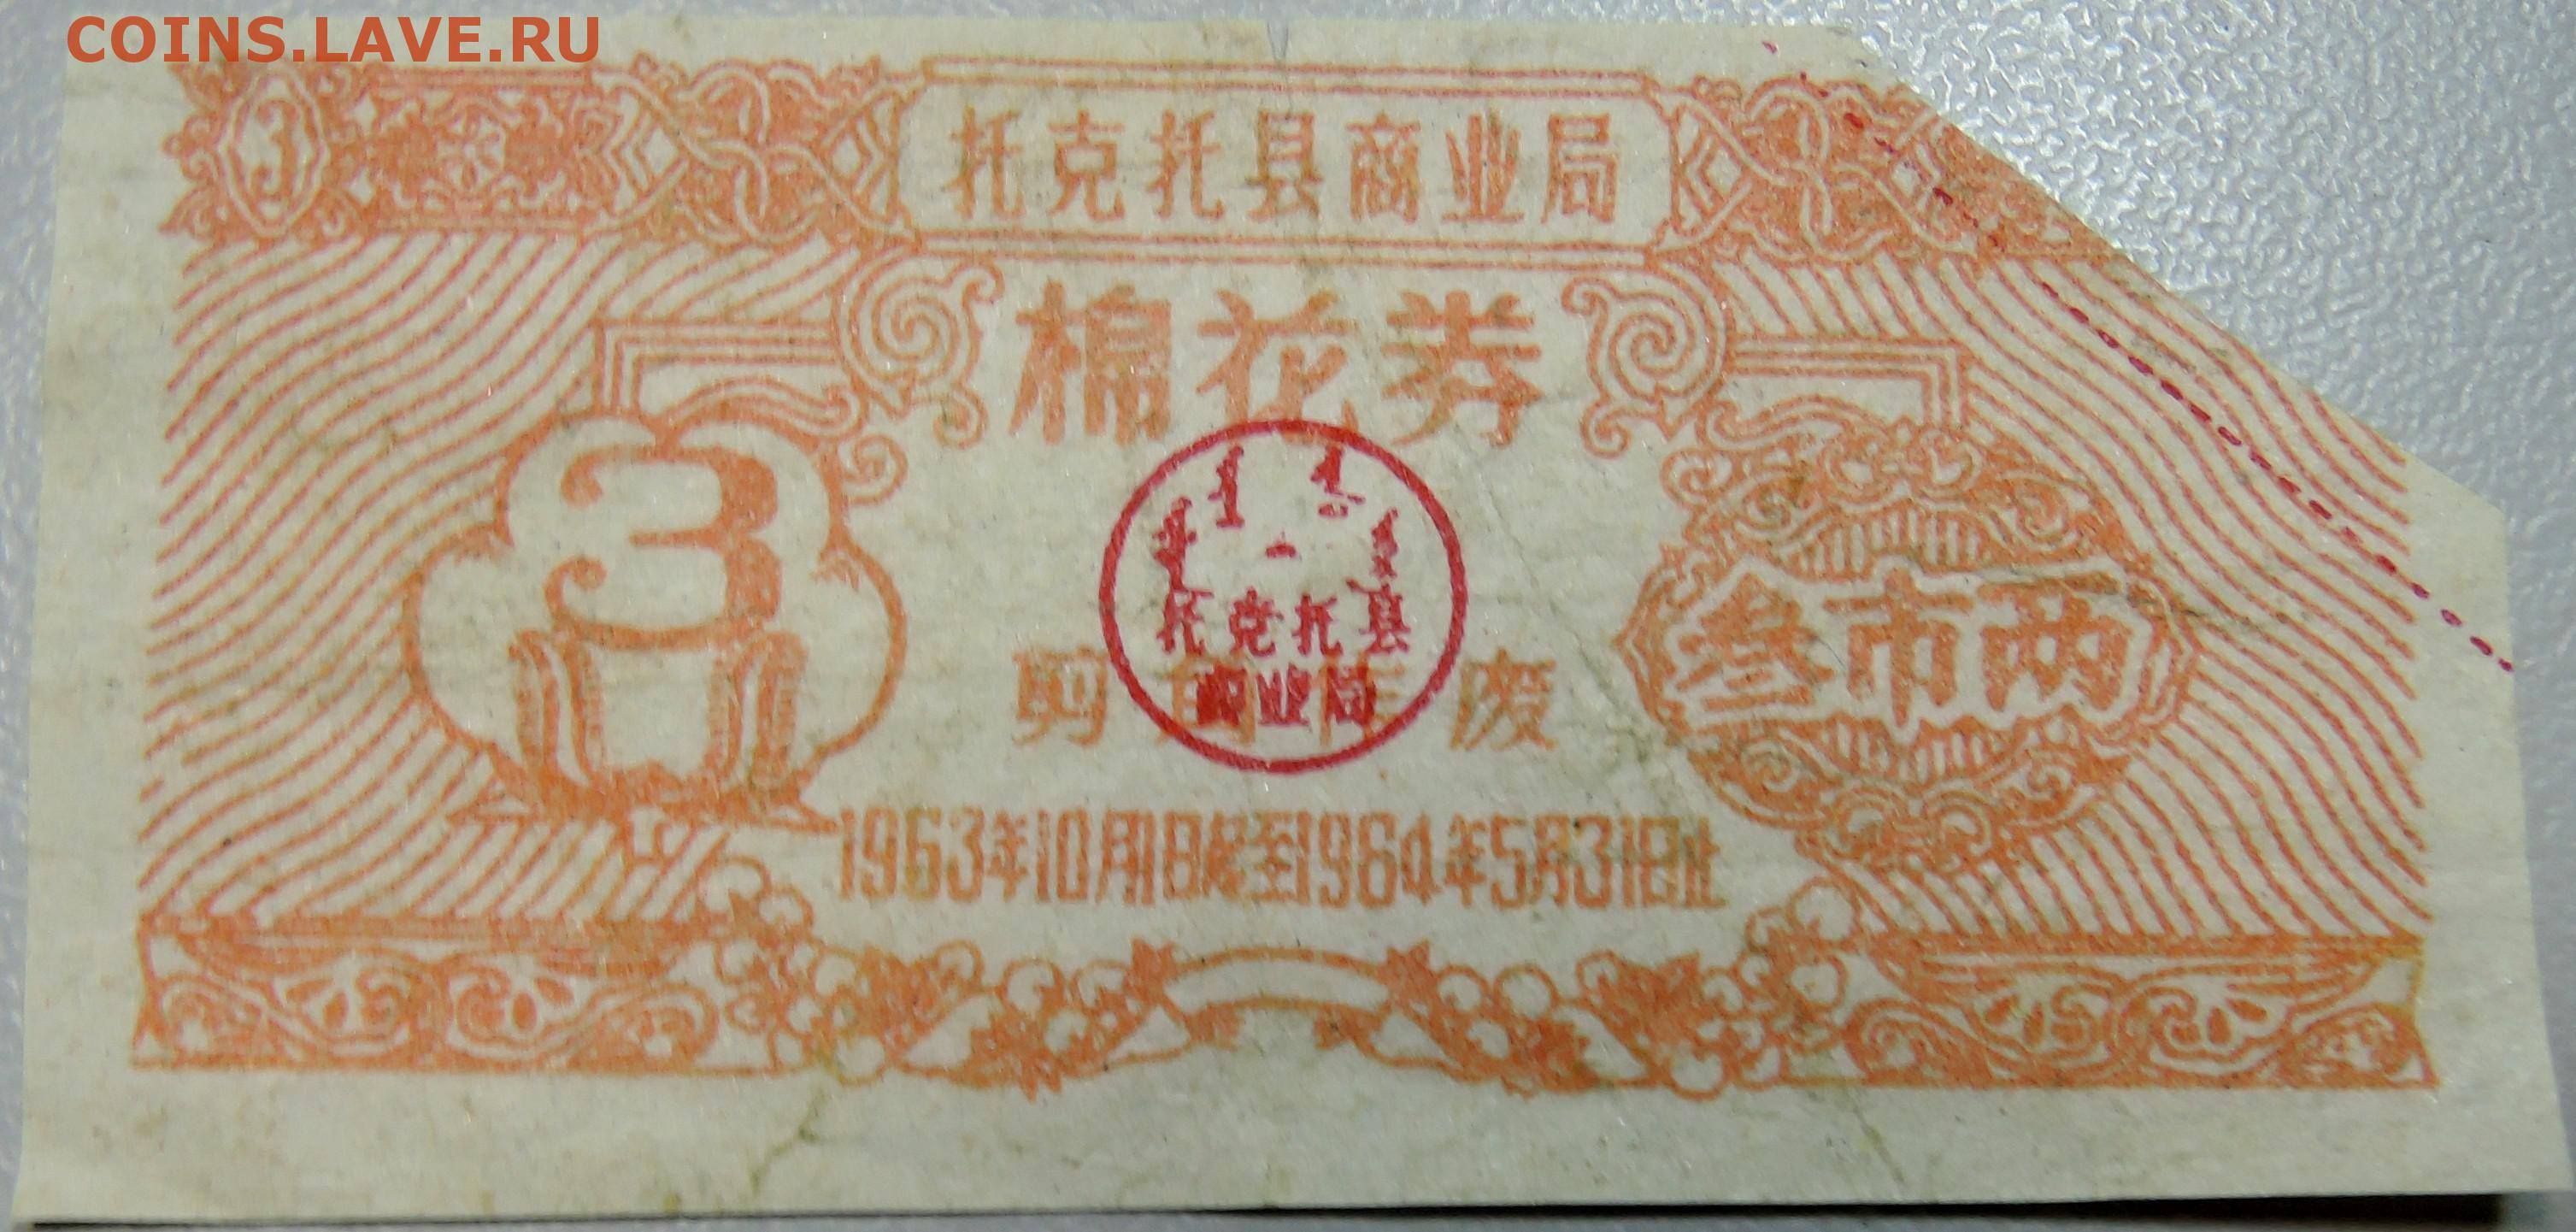 COINS.LAVE.RU
3
托克托县商业局
棉花券
3
叁市两
托克托县
商业局
剪角作废
1963年10月1日起至1964年5月31日止